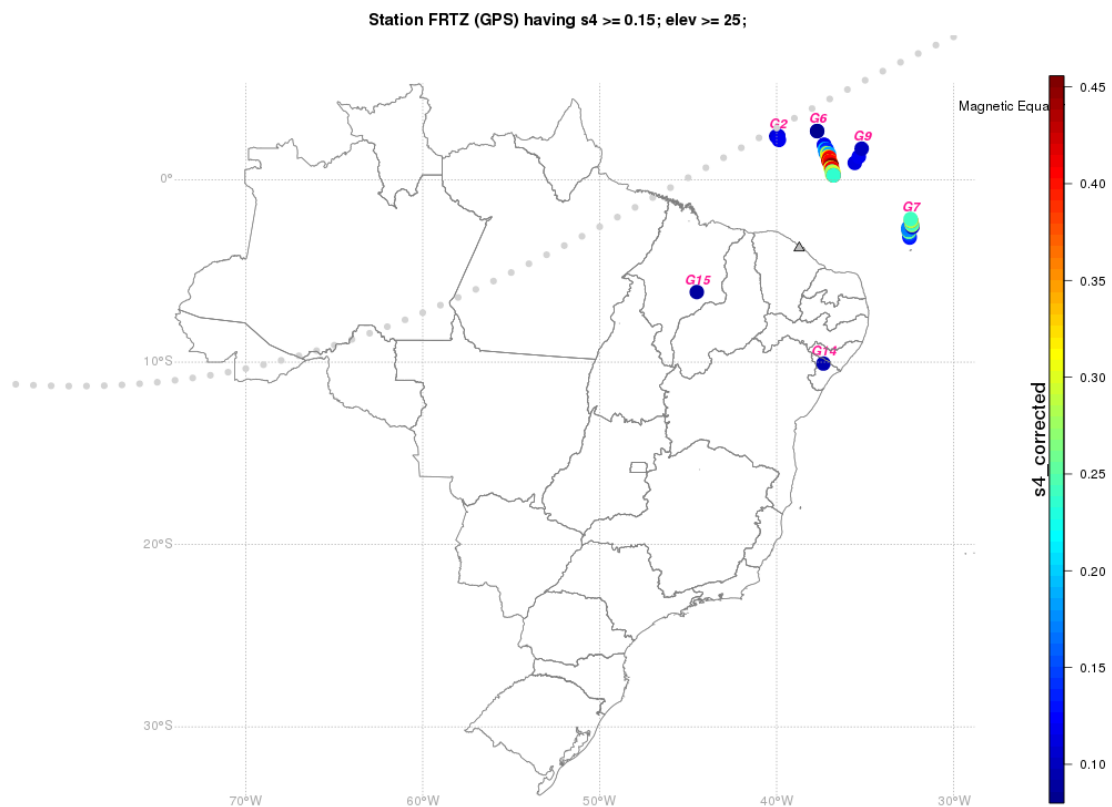 Station FRTZ (GPS) having s4 >= 0.15; elev >= 25;
Magnetic Equa
G2
G6
G9
G7
G15
G14
0°
10°S
20°S
30°S
70°W
60°W
50°W
40°W
30°W
0.45
0.40
0.35
0.30
0.25
0.20
0.15
0.10
s4_corrected